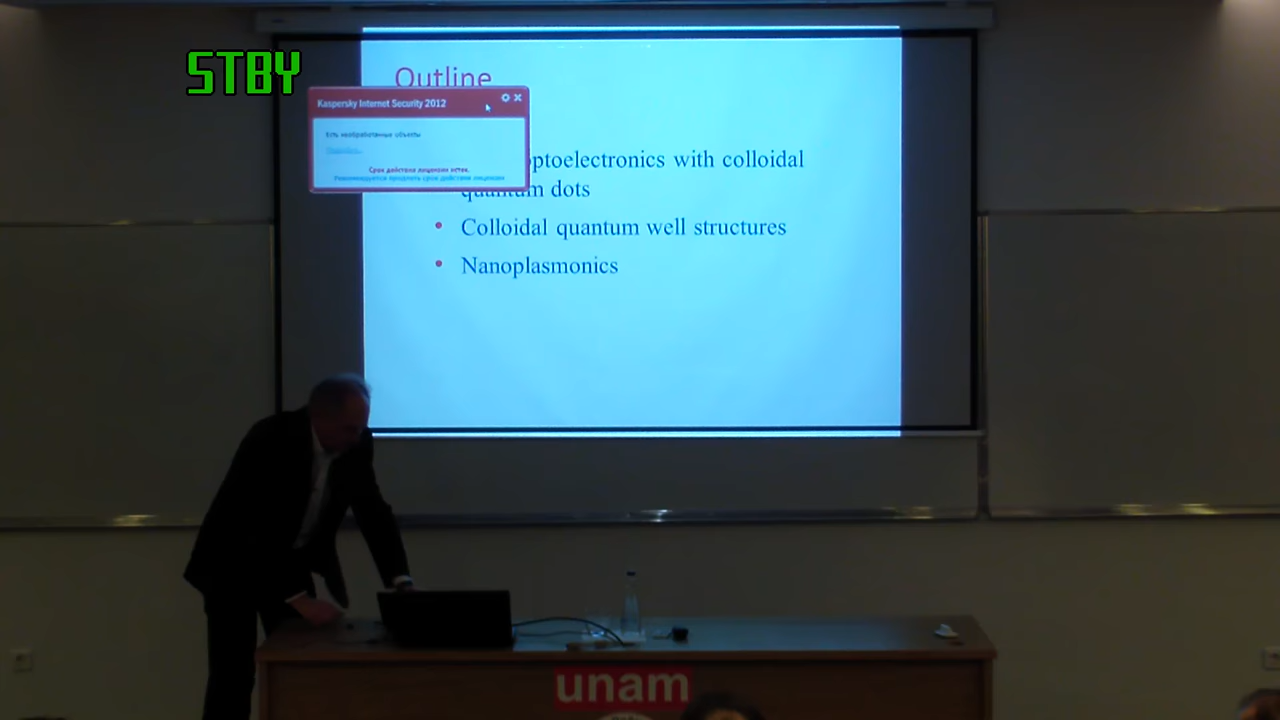 STBY
Outline
Kaspersky Internet Security 2012
Есть необработанные объекты
Срок действия лицензии истек.
Рекомендуется продлить срок действия лицензии
optoelectronics with colloidal
quantum dots
• Colloidal quantum well structures
• Nanoplasmonics
unam